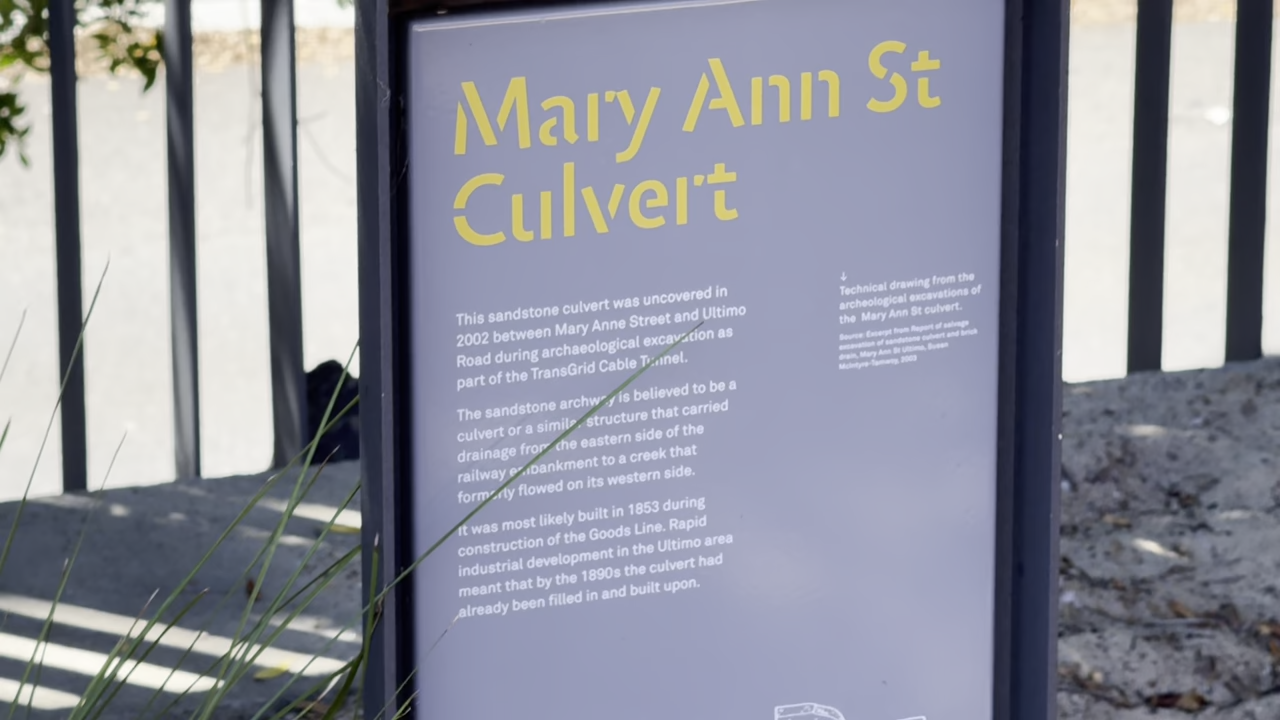 Mary Ann St
Culvert
This sandstone culvert was uncovered in
2002 between Mary Anne Street and Ultimo
Road during archaeological excavation as
part of the TransGrid Cable Tunnel.
The sandstone archway is believed to be a
culvert or a similar structure that carried
drainage from the eastern side of the
railway embankment to a creek that
formerly flowed on its western side.
It was most likely built in 1853 during
construction of the Goods Line. Rapid
industrial development in the Ultimo area
meant that by the 1890s the culvert had
already been filled in and built upon.
↓
Technical drawing from the
archeological excavations of
the Mary Ann St culvert.
Source: Excerpt from Report of salvage
excavation of sandstone culvert and brick
drain, Mary Ann St Ultimo, Susan
McIntyre-Tamwoy, 2003